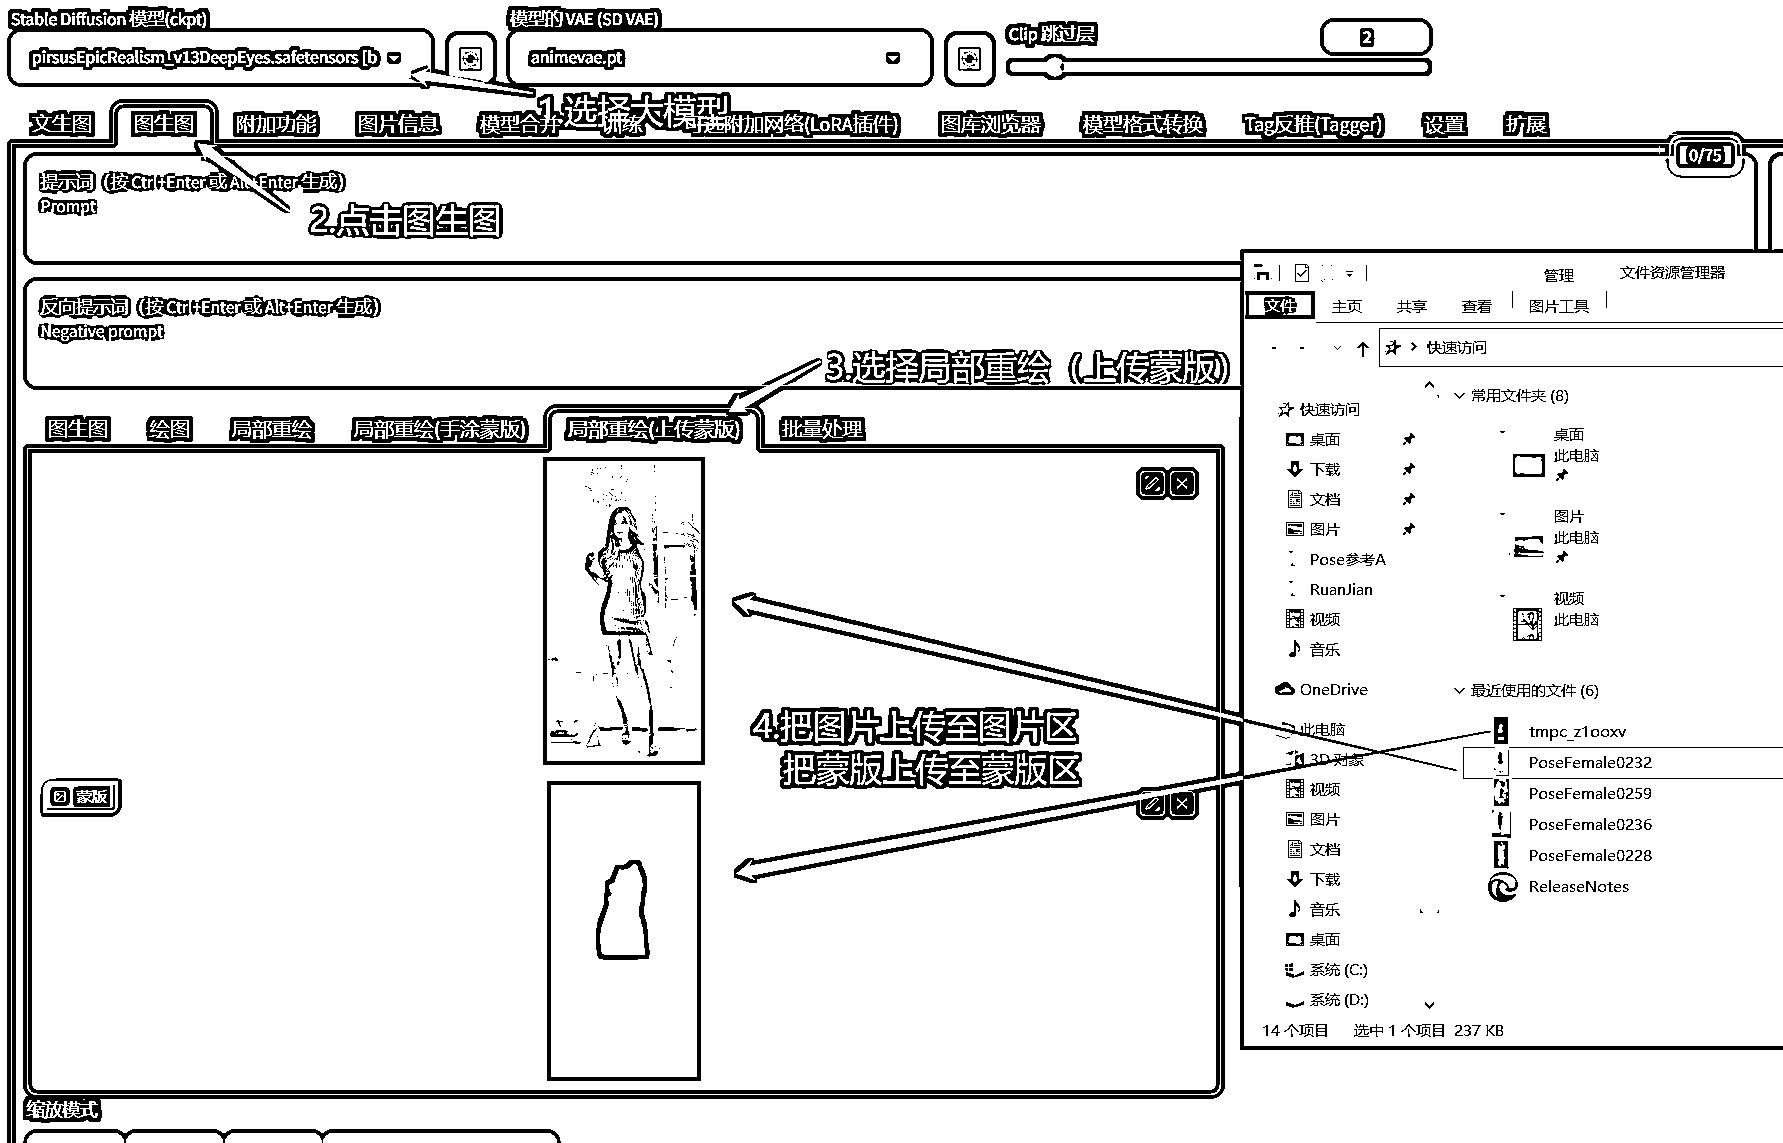 Stable Diffusion 模型(ckpt)
模型的 VAE (SD VAE)
Clip 跳过层
2
pirsusEpicRealism_v13DeepEyes.safetensors [b
animevae.pt
1.选择大模型
文生图
图生图
附加功能
图片信息
模型合并
训练
可选附加网络(LoRA插件)
图库浏览器
模型格式转换
Tag反推(Tagger)
设置
扩展
0/75
提示词 (按 Ctrl+Enter 或 Alt+Enter 生成)
Prompt
2.点击图生图
反向提示词 (按 Ctrl+Enter 或 Alt+Enter 生成)
Negative prompt
3.选择局部重绘（上传蒙版）
图生图
绘图
局部重绘
局部重绘(手涂蒙版)
局部重绘(上传蒙版)
批量处理
4.把图片上传至图片区
把蒙版上传至蒙版区
蒙版
缩放模式
管理
文件资源管理器
文件
主页
共享
查看
图片工具
快速访问
快速访问
桌面
下载
文档
图片
Pose参考A
RuanJian
视频
音乐
OneDrive
此电脑
3D 对象
视频
图片
文档
下载
音乐
桌面
系统 (C:)
系统 (D:)
常用文件夹 (8)
桌面
此电脑
图片
此电脑
视频
此电脑
最近使用的文件 (6)
tmpc_z1ooxv
PoseFemale0232
PoseFemale0259
PoseFemale0236
PoseFemale0228
ReleaseNotes
14 个项目
选中 1 个项目 237 KB